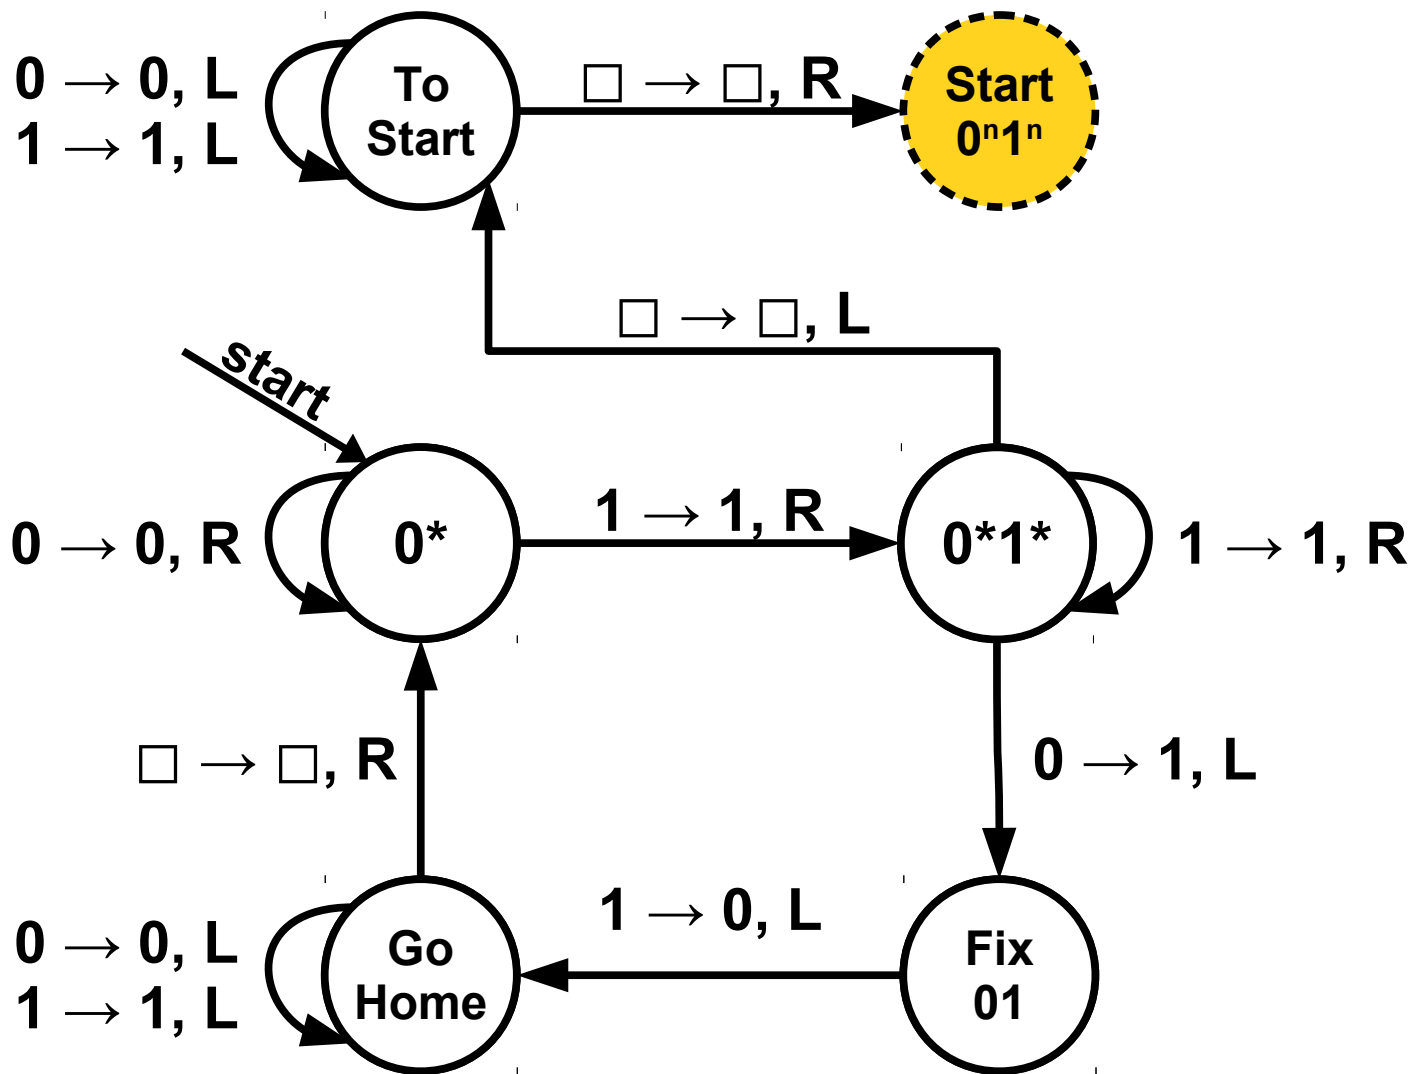 0 → 0, L
1 → 1, L
To
Start
□ → □, R
Start
0ⁿ1ⁿ
□ → □, L
start
0 → 0, R
0*
1 → 1, R
0*1*
1 → 1, R
□ → □, R
0 → 1, L
0 → 0, L
1 → 1, L
Go
Home
1 → 0, L
Fix
01